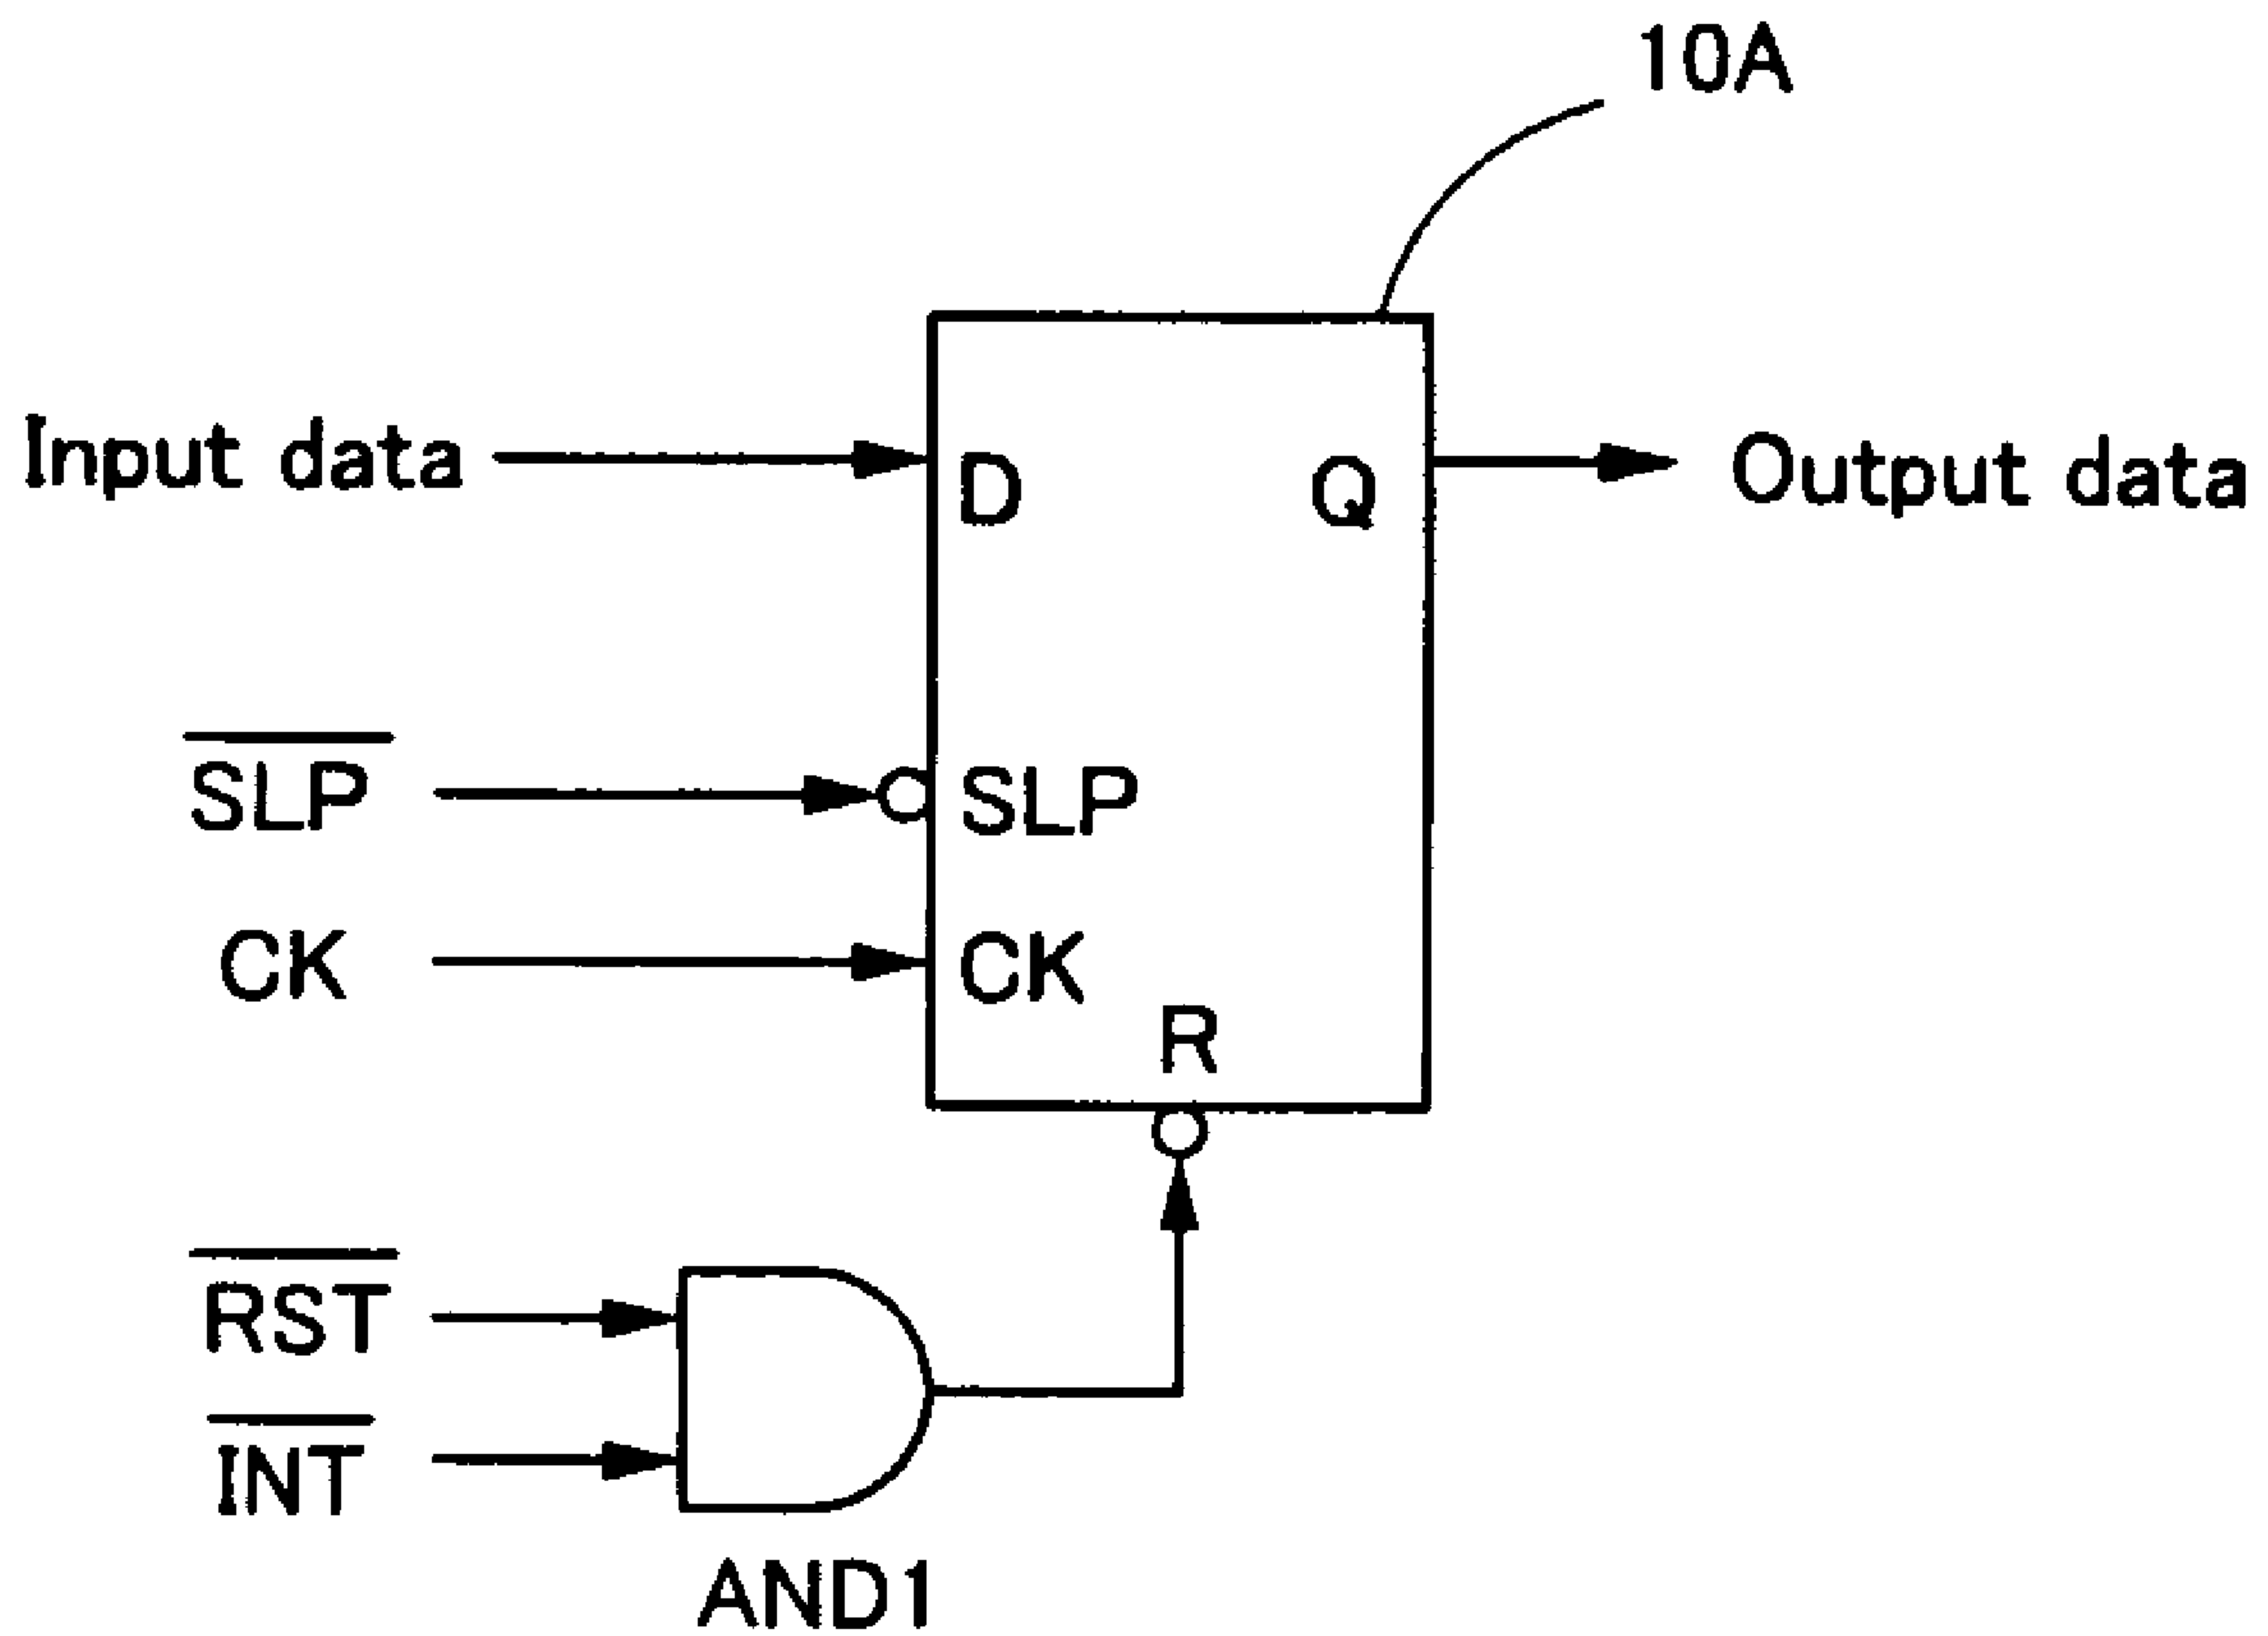 10A
Input data
D
Q
Output data
SLP
SLP
CK
CK
R
RST
INT
AND1